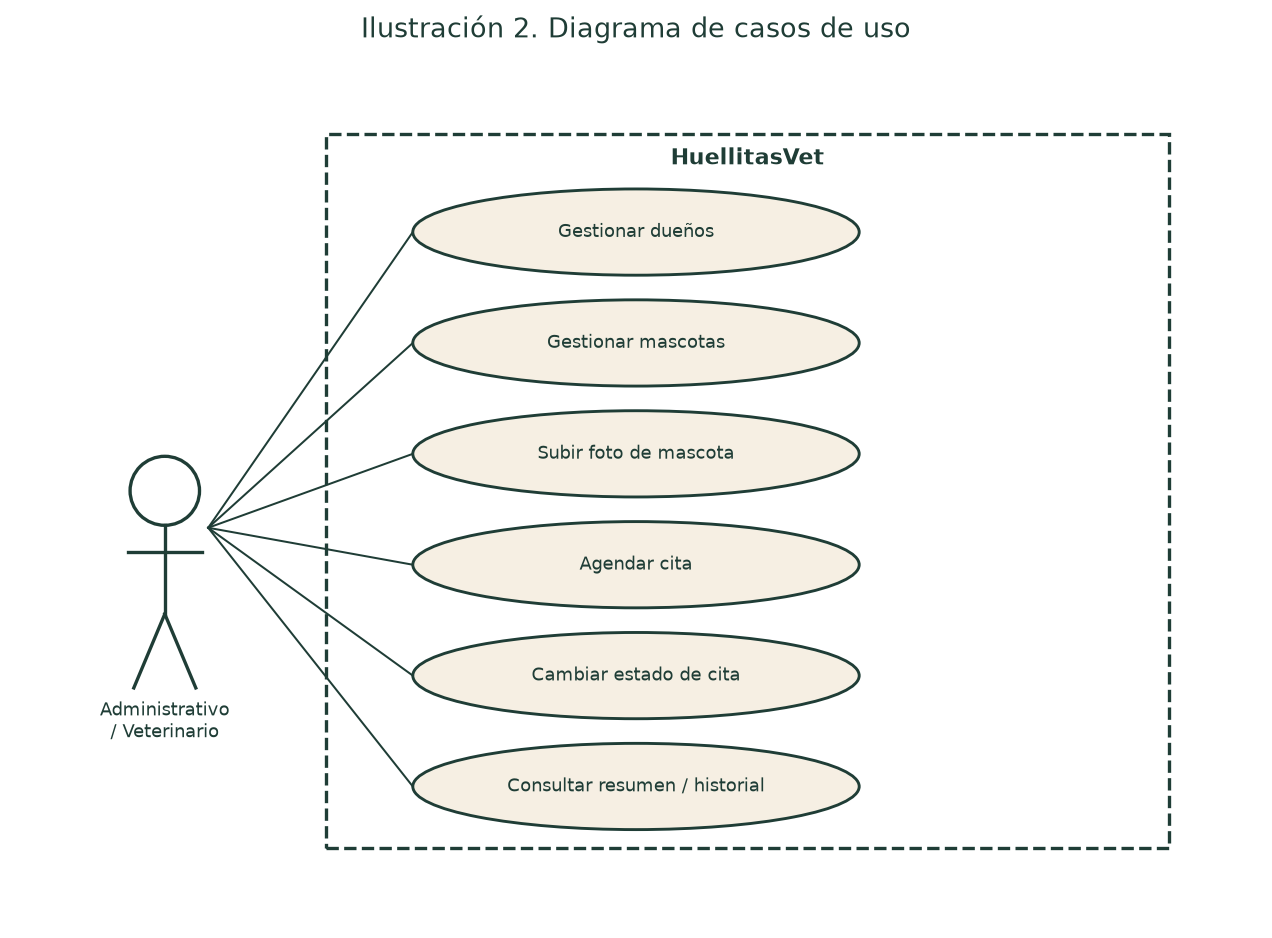 Ilustración 2. Diagrama de casos de uso
HuellitasVet
Gestionar dueños
Gestionar mascotas
Subir foto de mascota
Agendar cita
Cambiar estado de cita
Consultar resumen / historial
Administrativo
/ Veterinario